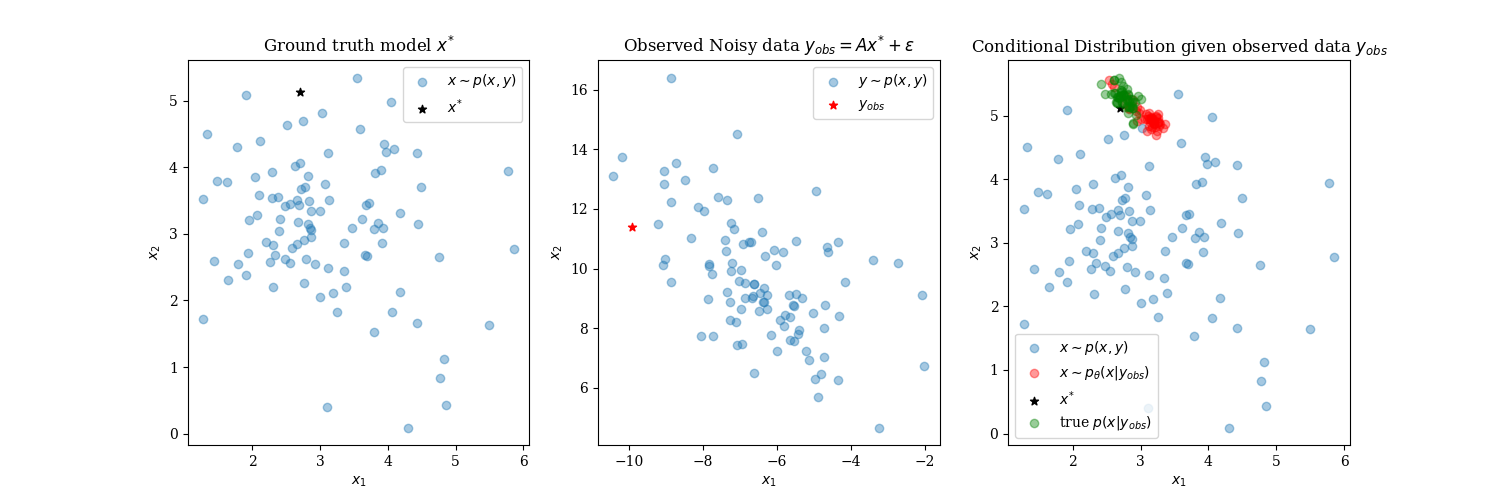 Ground truth model x*
x ∼ p(x, y)
x*
5
4
3
2
1
0
x₂
2
3
4
5
6
x₁
Observed Noisy data y_obs = Ax* + ε
y ∼ p(x, y)
y_obs
16
14
12
10
8
6
x₂
−10
−8
−6
−4
−2
x₁
Conditional Distribution given observed data y_obs
5
4
3
2
1
0
x₂
x ∼ p(x, y)
x ∼ p_θ(x|y_obs)
x*
true p(x|y_obs)
2
3
4
5
6
x₁